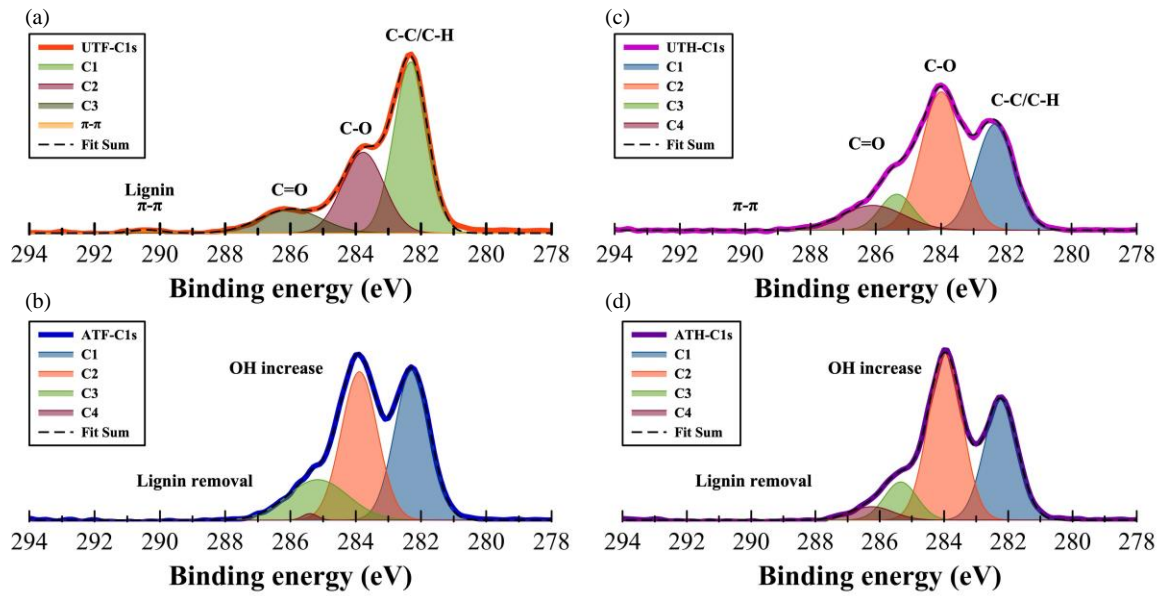 (a)
UTF-C1s
C1
C2
C3
π-π
Fit Sum
C-C/C-H
C-O
C=O
Lignin
π-π
294 292 290 288 286 284 282 280 278
Binding energy (eV)
(c)
UTH-C1s
C1
C2
C3
C4
Fit Sum
C-O
C-C/C-H
C=O
π-π
294 292 290 288 286 284 282 280 278
Binding energy (eV)
(b)
ATF-C1s
C1
C2
C3
C4
Fit Sum
OH increase
Lignin removal
294 292 290 288 286 284 282 280 278
Binding energy (eV)
(d)
ATH-C1s
C1
C2
C3
C4
Fit Sum
OH increase
Lignin removal
294 292 290 288 286 284 282 280 278
Binding energy (eV)